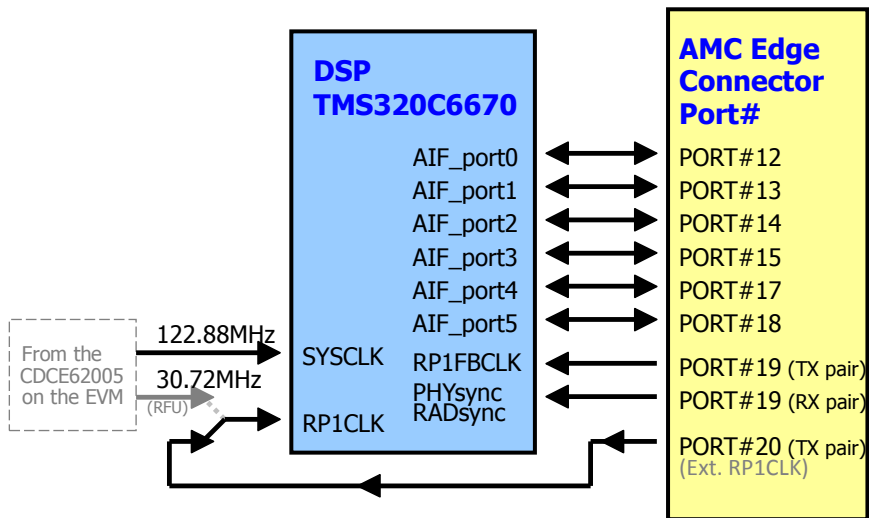 DSP
TMS320C6670
AMC Edge
Connector
Port#
AIF_port0
PORT#12
AIF_port1
PORT#13
AIF_port2
PORT#14
AIF_port3
PORT#15
AIF_port4
PORT#17
AIF_port5
PORT#18
From the
CDCE62005
on the EVM
122.88MHz
SYSCLK
30.72MHz
(RFU)
RP1CLK
RP1FBCLK
PORT#19 (TX pair)
PHYsync
RADsync
PORT#19 (RX pair)
PORT#20 (TX pair)
(Ext. RP1CLK)